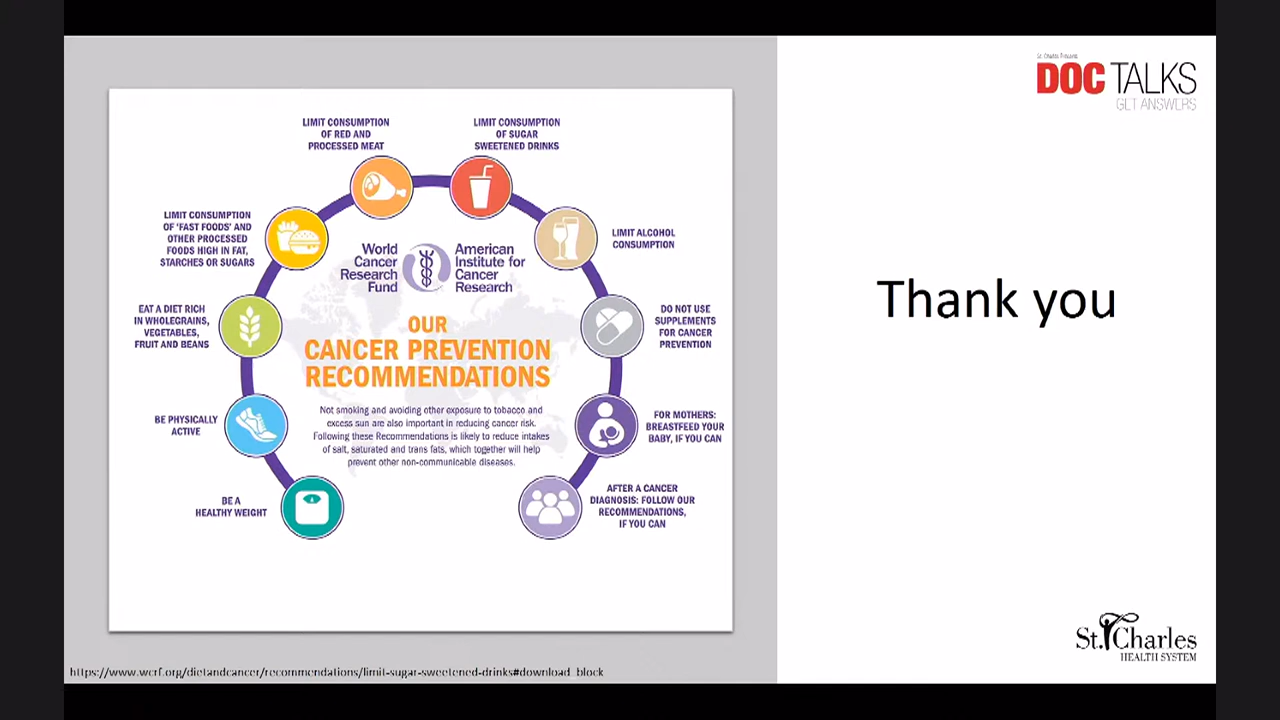 LIMIT CONSUMPTION
OF RED AND
PROCESSED MEAT
LIMIT CONSUMPTION
OF SUGAR
SWEETENED DRINKS
LIMIT CONSUMPTION
OF 'FAST FOODS' AND
OTHER PROCESSED
FOODS HIGH IN FAT,
STARCHES OR SUGARS
LIMIT ALCOHOL
CONSUMPTION
World
Cancer
Research
Fund
American
Institute for
Cancer
Research
EAT A DIET RICH
IN WHOLEGRAINS,
VEGETABLES,
FRUIT AND BEANS
DO NOT USE
SUPPLEMENTS
FOR CANCER
PREVENTION
OUR
CANCER PREVENTION
RECOMMENDATIONS
Not smoking and avoiding other exposure to tobacco and
excess sun are also important in reducing cancer risk.
Following these Recommendations is likely to reduce intakes
of salt, saturated and trans fats, which together will help
prevent other non-communicable diseases.
BE PHYSICALLY
ACTIVE
FOR MOTHERS:
BREASTFEED YOUR
BABY, IF YOU CAN
BE A
HEALTHY WEIGHT
AFTER A CANCER
DIAGNOSIS: FOLLOW OUR
RECOMMENDATIONS,
IF YOU CAN
https://www.wcrf.org/dietandcancer/recommendations/limit-sugar-sweetened-drinks#download_block
DOC TALKS
GET ANSWERS
Thank you
St. Charles
HEALTH SYSTEM